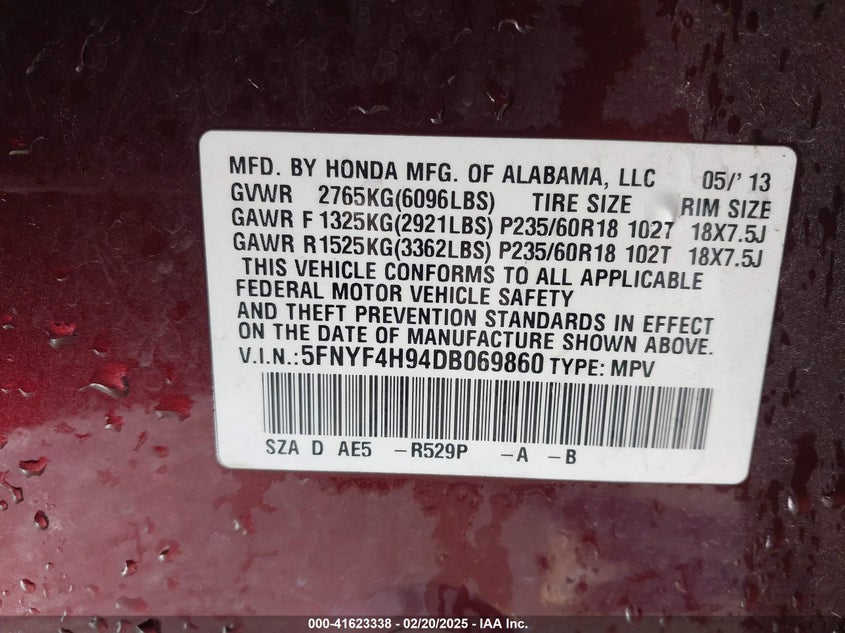 MFD. BY HONDA MFG. OF ALABAMA, LLC 05/'13
GVWR 2765KG(6096LBS) TIRE SIZE RIM SIZE
GAWR F 1325KG(2921LBS) P235/60R18 102T 18X7.5J
GAWR R1525KG(3362LBS) P235/60R18 102T 18X7.5J
THIS VEHICLE CONFORMS TO ALL APPLICABLE
FEDERAL MOTOR VEHICLE SAFETY
AND THEFT PREVENTION STANDARDS IN EFFECT
ON THE DATE OF MANUFACTURE SHOWN ABOVE.
V.I.N.: 5FNYF4H94DB069860 TYPE: MPV
SZA D AE5 -R529P -A -B
000-41623338 - 02/20/2025 - IAA Inc.